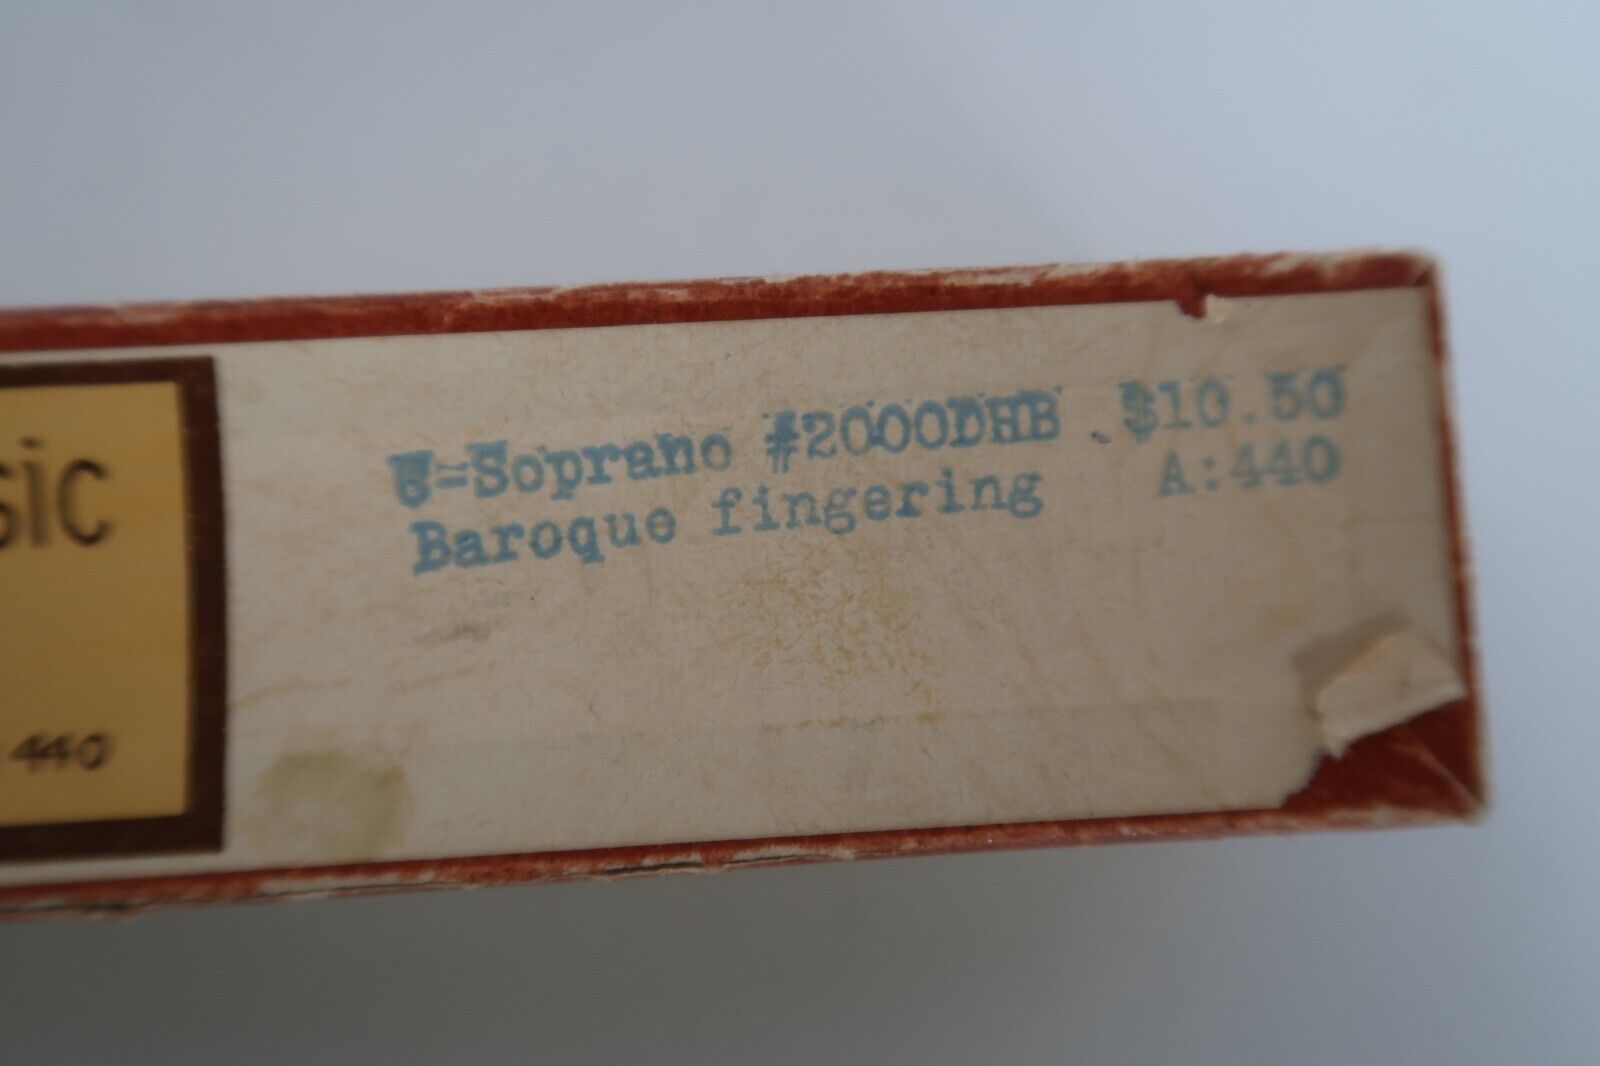 sic
440
C-Soprano #2000DHB $10.50
Baroque fingering A:440